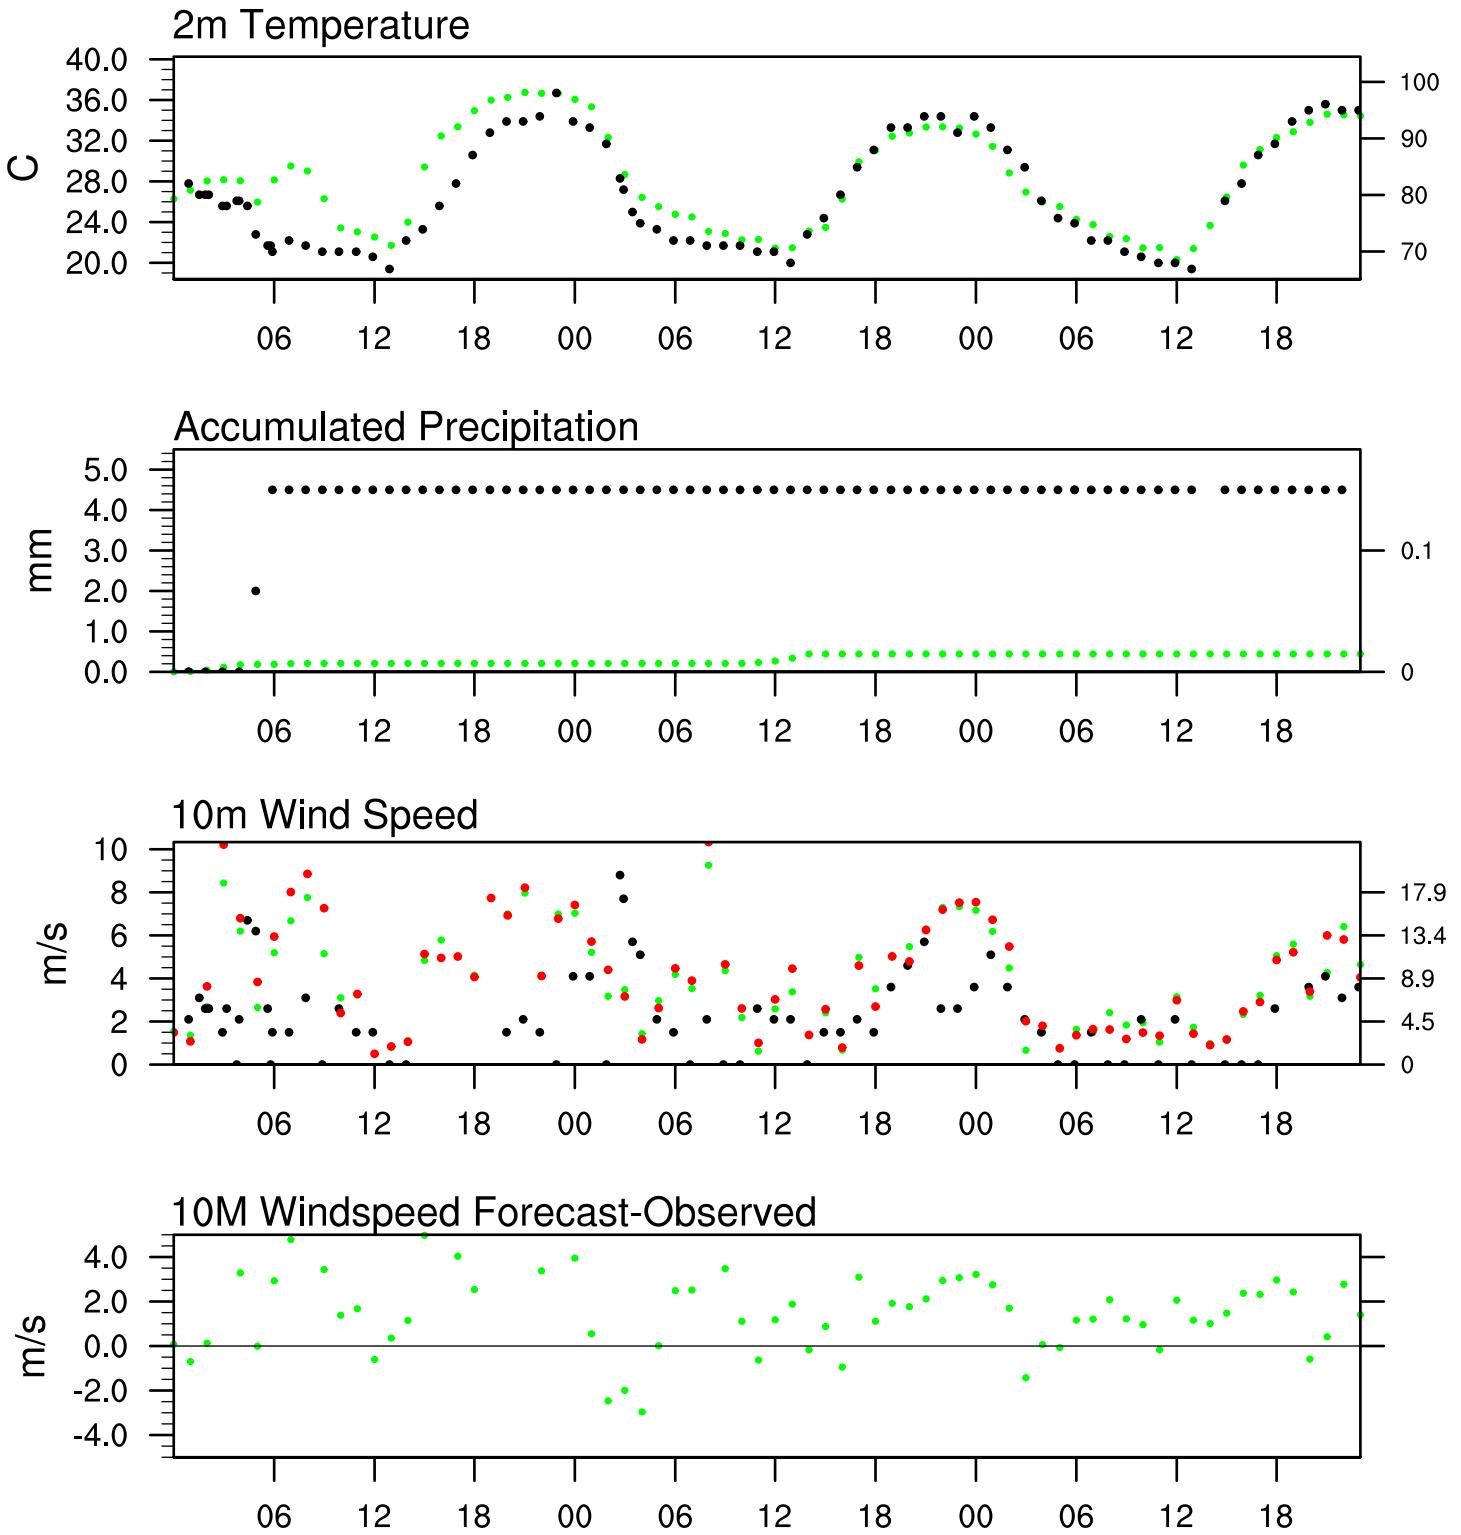 2m Temperature
40.0
36.0
32.0
28.0
24.0
20.0
C
100
90
80
70
06 12 18 00 06 12 18 00 06 12 18
Accumulated Precipitation
5.0
4.0
3.0
2.0
1.0
0.0
mm
0.1
0
06 12 18 00 06 12 18 00 06 12 18
10m Wind Speed
10
8
6
4
2
0
m/s
17.9
13.4
8.9
4.5
0
06 12 18 00 06 12 18 00 06 12 18
10M Windspeed Forecast-Observed
4.0
2.0
0.0
-2.0
-4.0
m/s
06 12 18 00 06 12 18 00 06 12 18